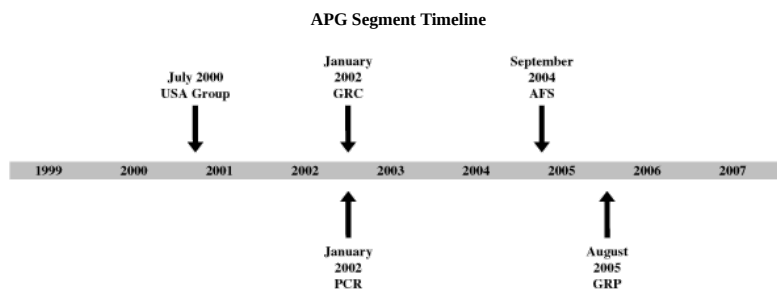 APG Segment Timeline
July 2000
USA Group
January
2002
GRC
September
2004
AFS
1999 2000 2001 2002 2003 2004 2005 2006 2007
January
2002
PCR
August
2005
GRP